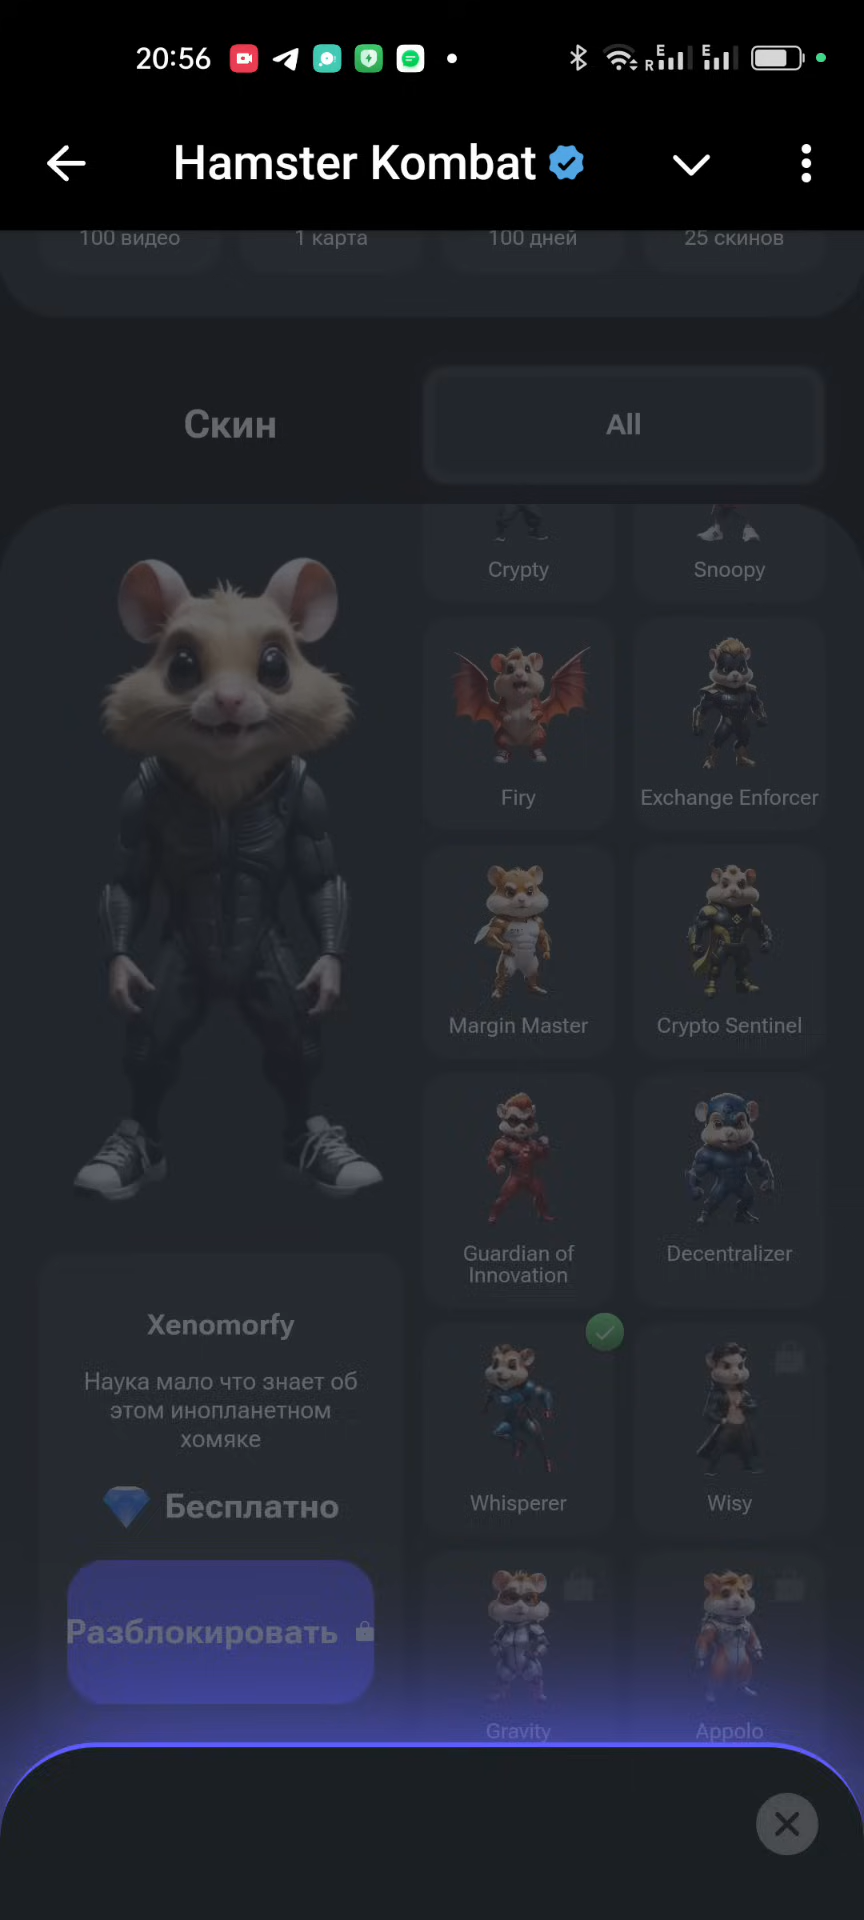 20:56
R E E
Hamster Kombat
100 видео 1 карта 100 дней 25 скинов
Скин
All
Crypty Snoopy
Firy Exchange Enforcer
Margin Master Crypto Sentinel
Guardian of
Innovation
Decentralizer
Xenomorfy
Наука мало что знает об
этом инопланетном
хомяке
Бесплатно
Разблокировать
Whisperer Wisy
Gravity Appolo